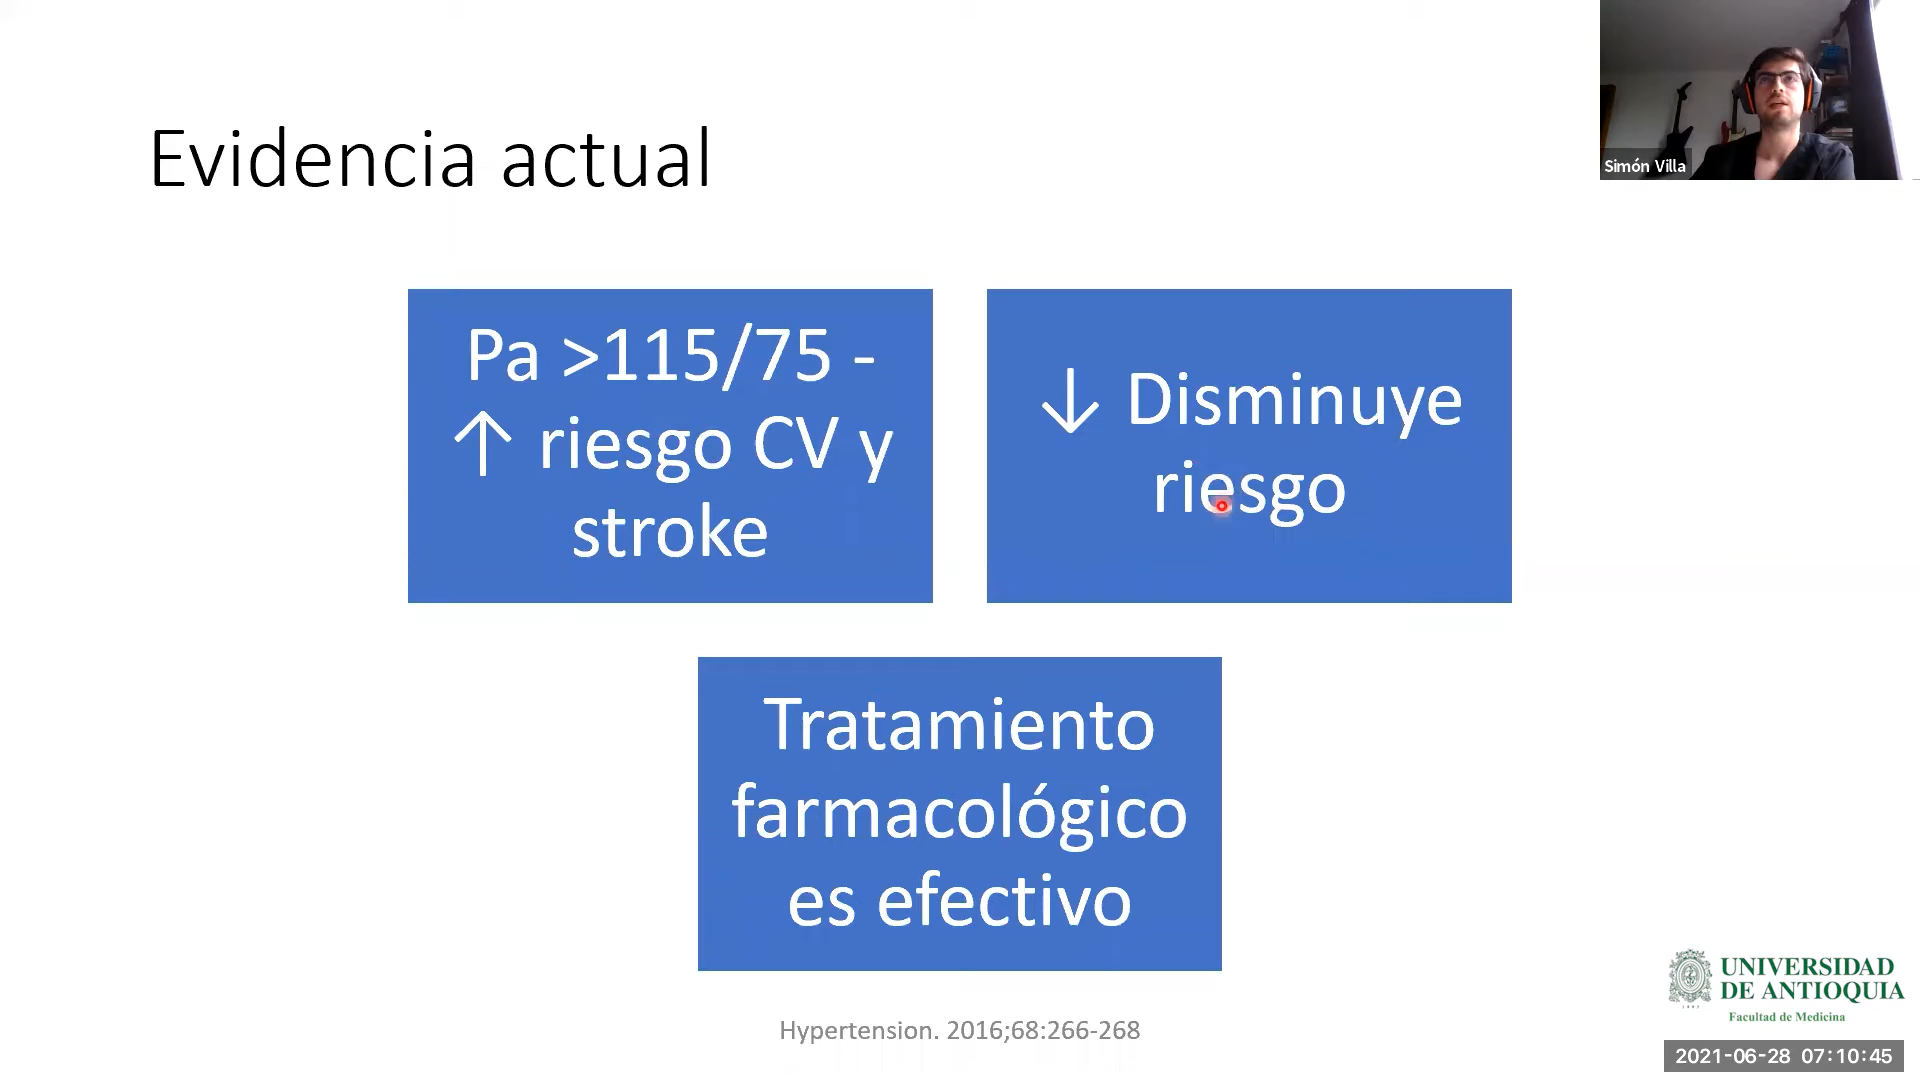 Simón Villa
Evidencia actual
Pa >115/75 -
↑ riesgo CV y
stroke
↓ Disminuye
riesgo
Tratamiento
farmacológico
es efectivo
Hypertension. 2016;68:266-268
UNIVERSIDAD
DE ANTIOQUIA
Facultad de Medicina
2021-06-28 07:10:45